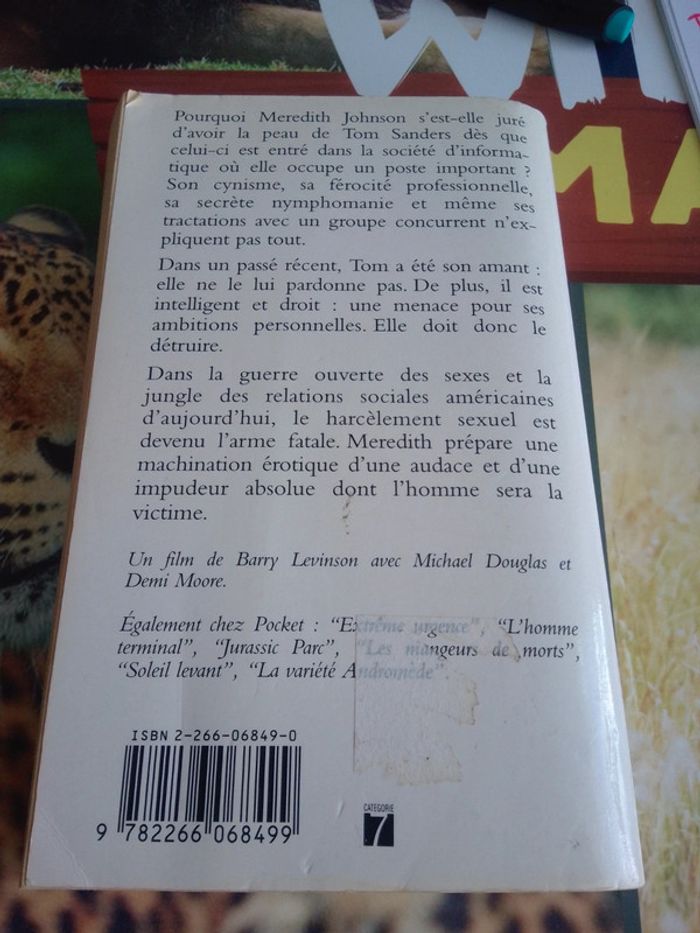 WI
MA
Pourquoi Meredith Johnson s'est-elle juré
d'avoir la peau de Tom Sanders dès que
celui-ci est entré dans la société d'informa-
tique où elle occupe un poste important ?
Son cynisme, sa férocité professionnelle,
sa secrète nymphomanie et même ses
tractations avec un groupe concurrent n'ex-
pliquent pas tout.
Dans un passé récent, Tom a été son amant :
elle ne le lui pardonne pas. De plus, il est
intelligent et droit : une menace pour ses
ambitions personnelles. Elle doit donc le
détruire.
Dans la guerre ouverte des sexes et la
jungle des relations sociales américaines
d'aujourd'hui, le harcèlement sexuel est
devenu l'arme fatale. Meredith prépare une
machination érotique d'une audace et d'une
impudeur absolue dont l'homme sera la
victime.
Un film de Barry Levinson avec Michael Douglas et
Demi Moore.
Également chez Pocket : "Extrême urgence", "L'homme
terminal", "Jurassic Parc", "Les mangeurs de morts",
"Soleil levant", "La variété Andromède".
ISBN 2-266-06849-0
9 782266 068499
CATEGORIE
7